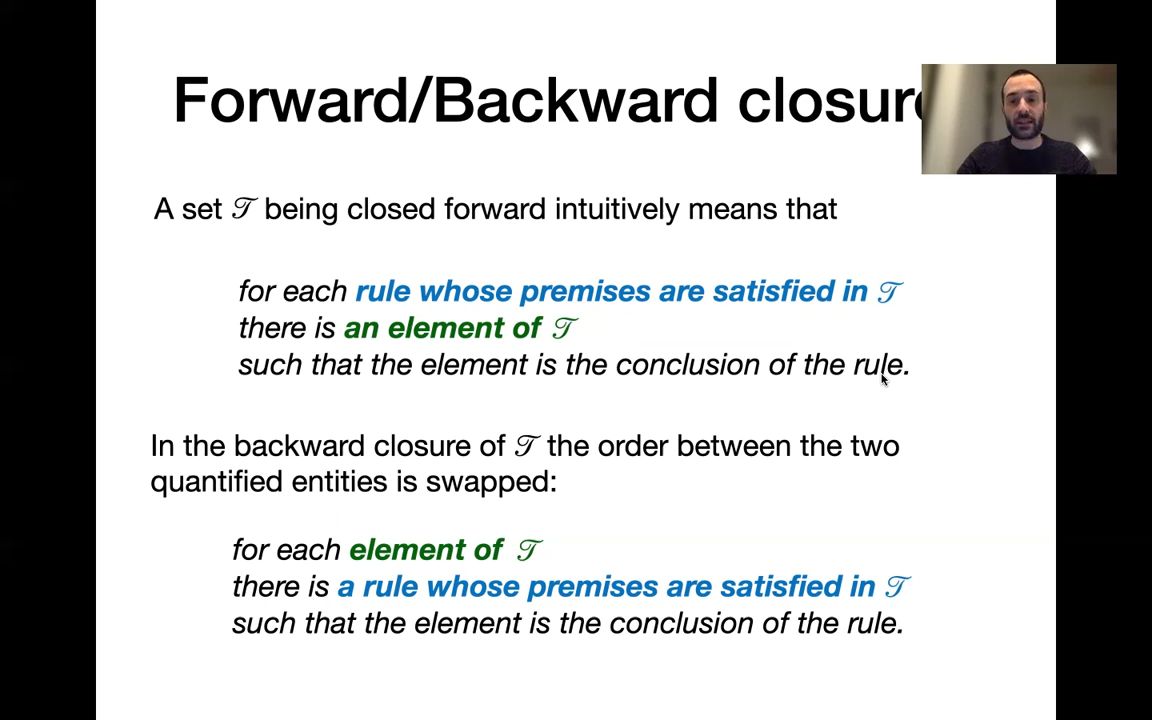 Forward/Backward closure
A set 𝒯 being closed forward intuitively means that
for each rule whose premises are satisfied in 𝒯
there is an element of 𝒯
such that the element is the conclusion of the rule.
In the backward closure of 𝒯 the order between the two
quantified entities is swapped:
for each element of 𝒯
there is a rule whose premises are satisfied in 𝒯
such that the element is the conclusion of the rule.